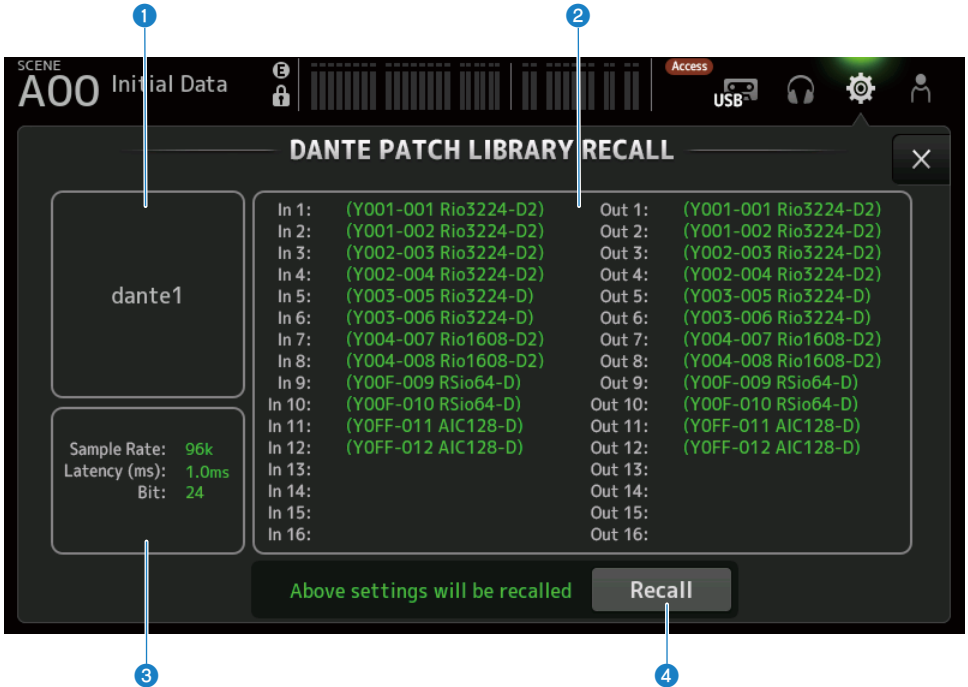 1
2
SCENE
A00 Initial Data
E
Access
USB
DANTE PATCH LIBRARY RECALL
dante1
Sample Rate: 96k
Latency (ms): 1.0ms
Bit: 24
In 1: (Y001-001 Rio3224-D2) Out 1: (Y001-001 Rio3224-D2)
In 2: (Y001-002 Rio3224-D2) Out 2: (Y001-002 Rio3224-D2)
In 3: (Y002-003 Rio3224-D2) Out 3: (Y002-003 Rio3224-D2)
In 4: (Y002-004 Rio3224-D2) Out 4: (Y002-004 Rio3224-D2)
In 5: (Y003-005 Rio3224-D) Out 5: (Y003-005 Rio3224-D)
In 6: (Y003-006 Rio3224-D) Out 6: (Y003-006 Rio3224-D)
In 7: (Y004-007 Rio1608-D2) Out 7: (Y004-007 Rio1608-D2)
In 8: (Y004-008 Rio1608-D2) Out 8: (Y004-008 Rio1608-D2)
In 9: (Y00F-009 RSio64-D) Out 9: (Y00F-009 RSio64-D)
In 10: (Y00F-010 RSio64-D) Out 10: (Y00F-010 RSio64-D)
In 11: (Y0FF-011 AIC128-D) Out 11: (Y0FF-011 AIC128-D)
In 12: (Y0FF-012 AIC128-D) Out 12: (Y0FF-012 AIC128-D)
In 13: Out 13:
In 14: Out 14:
In 15: Out 15:
In 16: Out 16:
Above settings will be recalled Recall
3
4